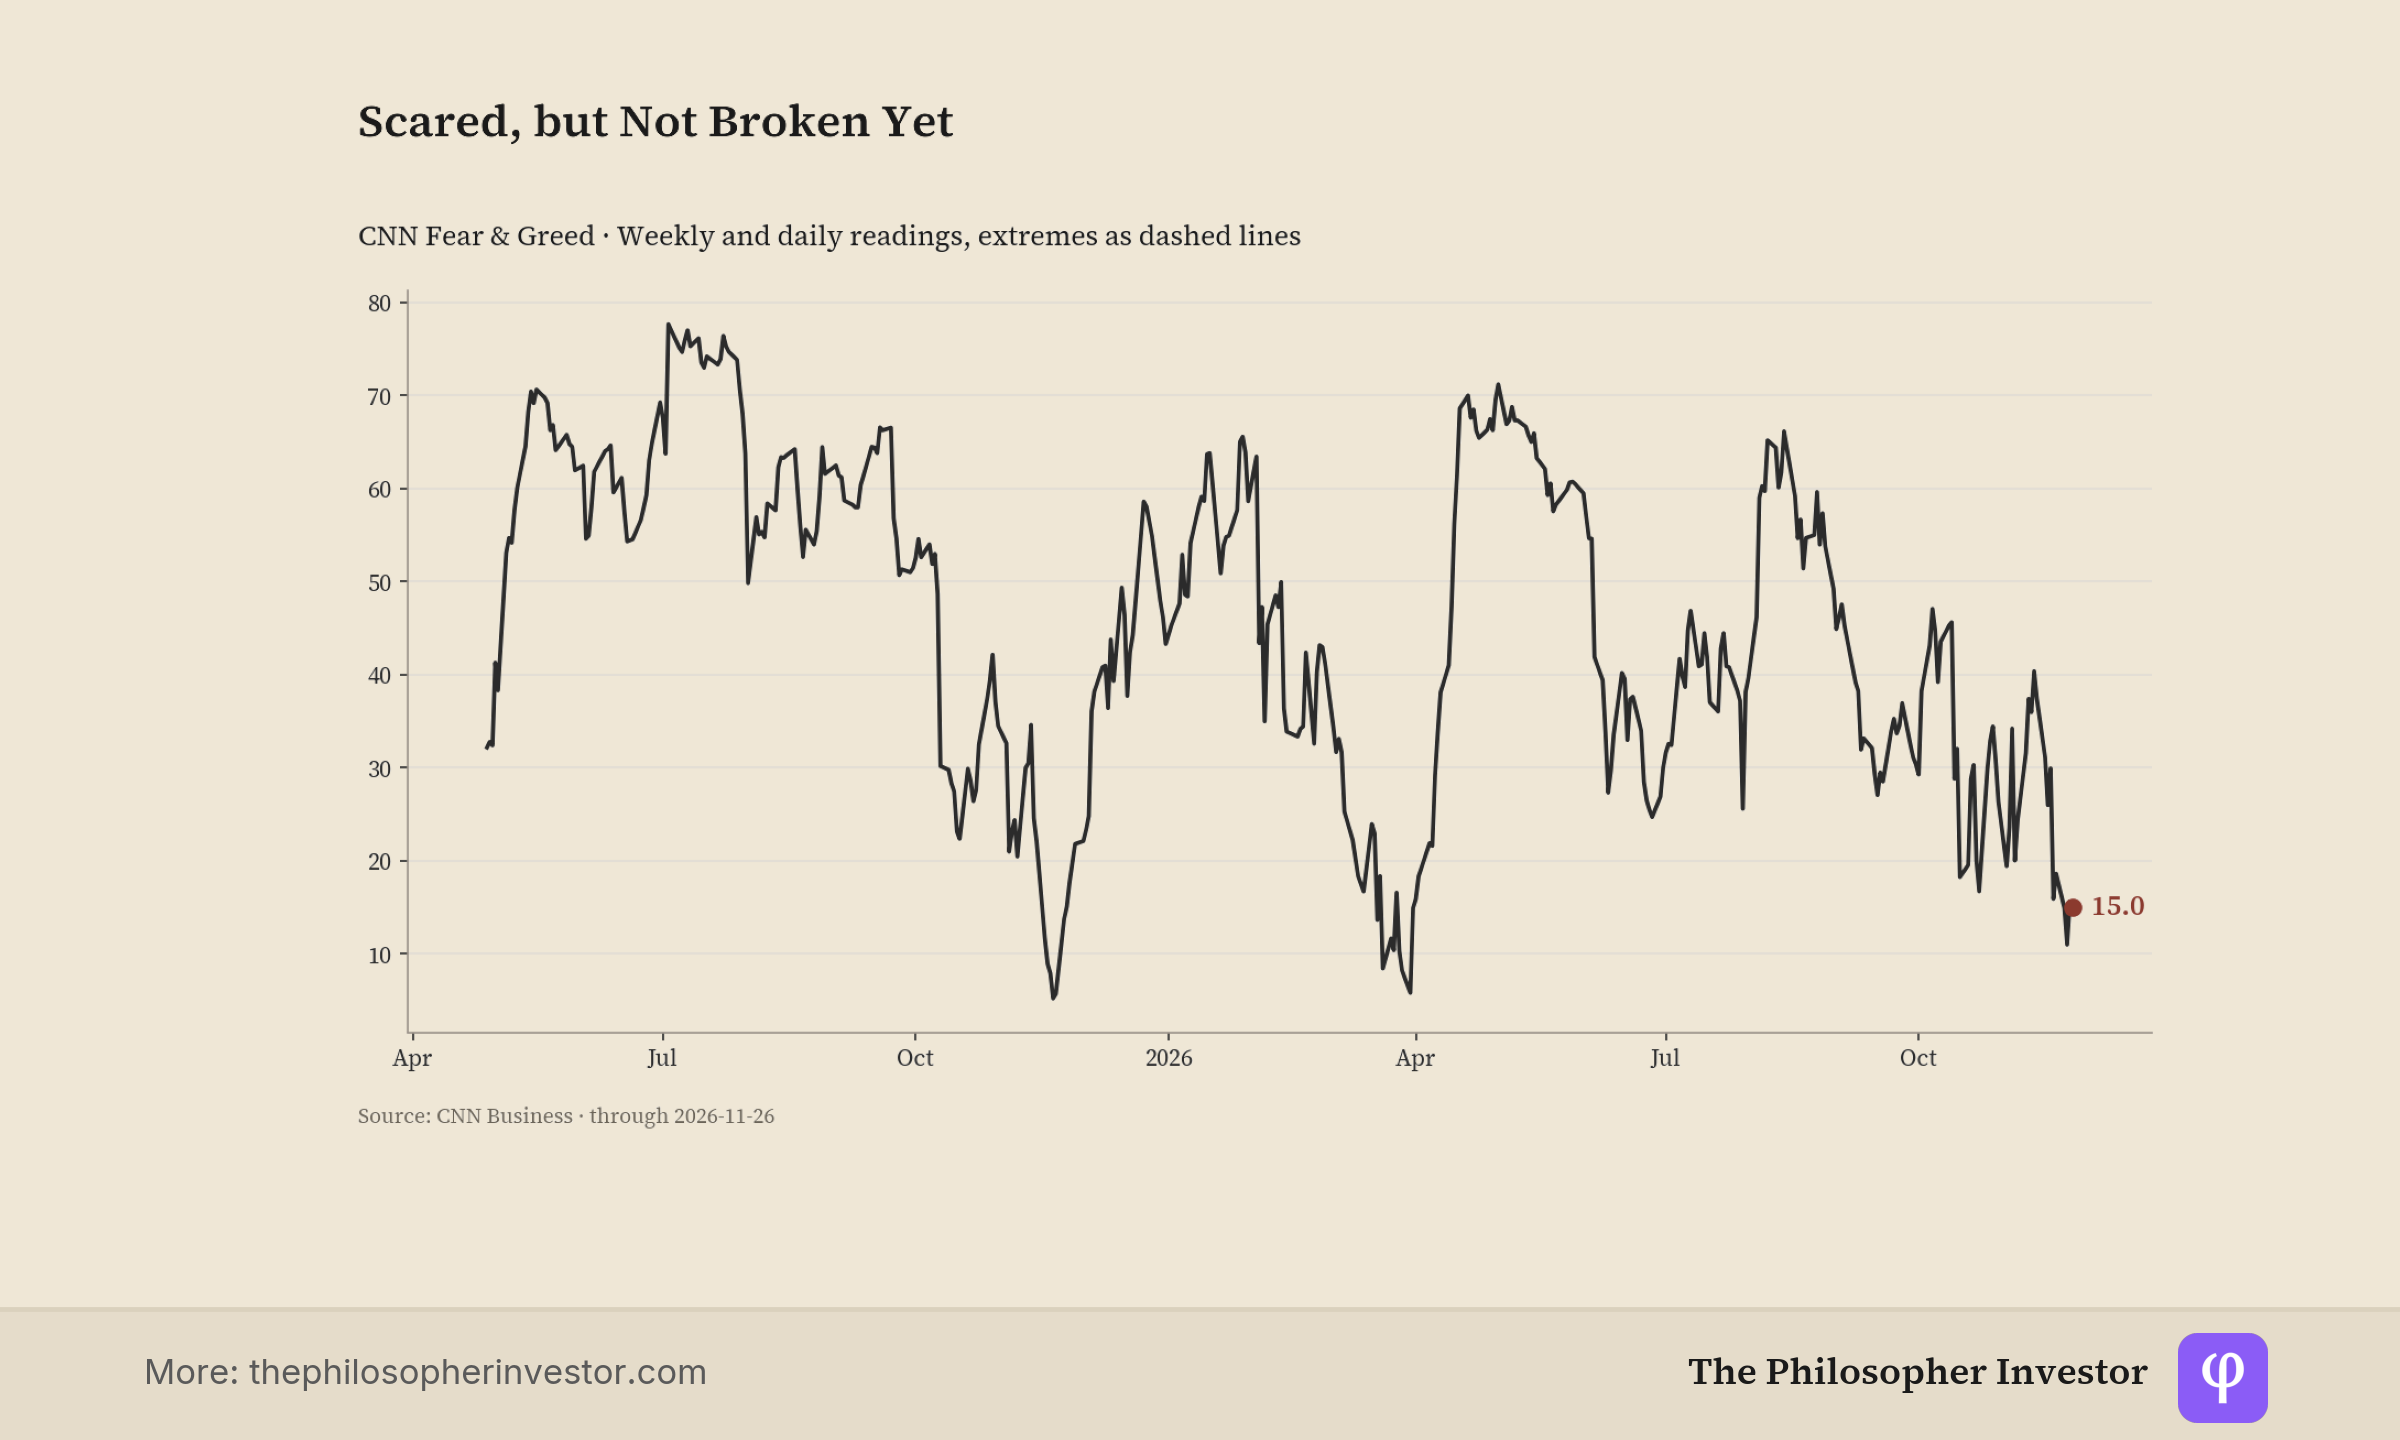 Scared, but Not Broken Yet
CNN Fear & Greed · Weekly and daily readings, extremes as dashed lines
80
70
60
50
40
30
20
10
15.0
Apr Jul Oct 2026 Apr Jul Oct
Source: CNN Business · through 2026-11-26
More: thephilosopherinvestor.com
The Philosopher Investor φ